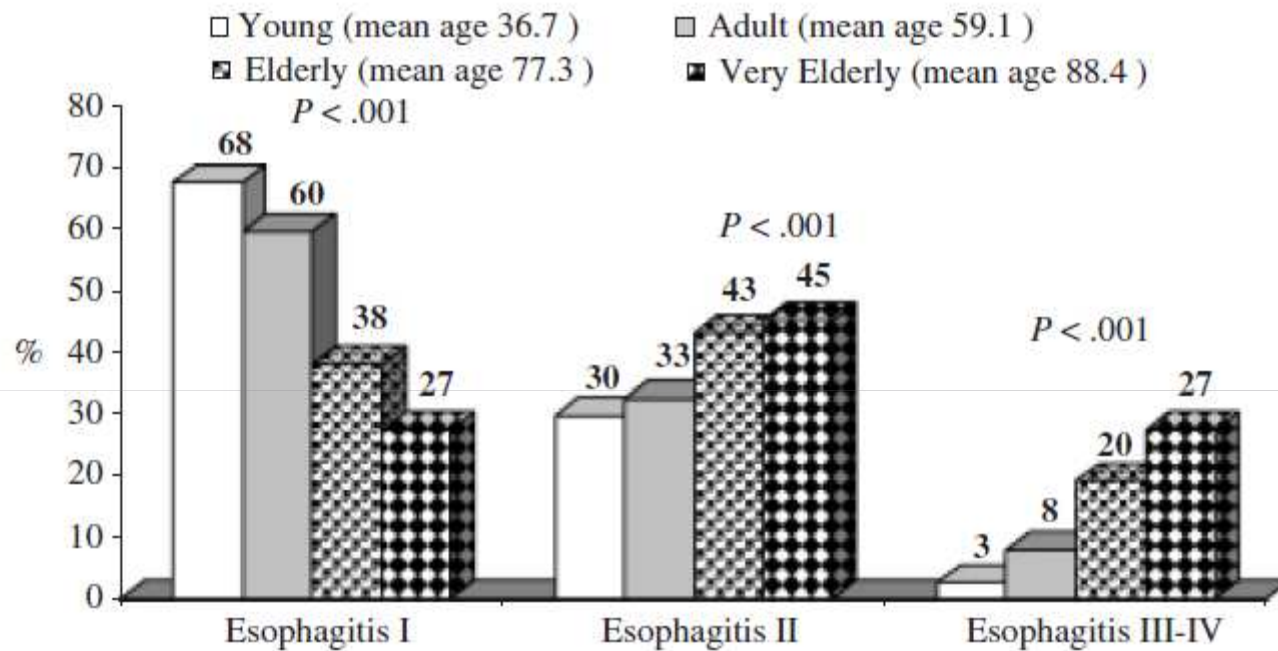 Young (mean age 36.7 )
Adult (mean age 59.1 )
Elderly (mean age 77.3 )
Very Elderly (mean age 88.4 )
P < .001
80
70
60
50
40
30
20
10
0
%
68
60
38
27
P < .001
30
33
43
45
P < .001
3
8
20
27
Esophagitis I
Esophagitis II
Esophagitis III-IV